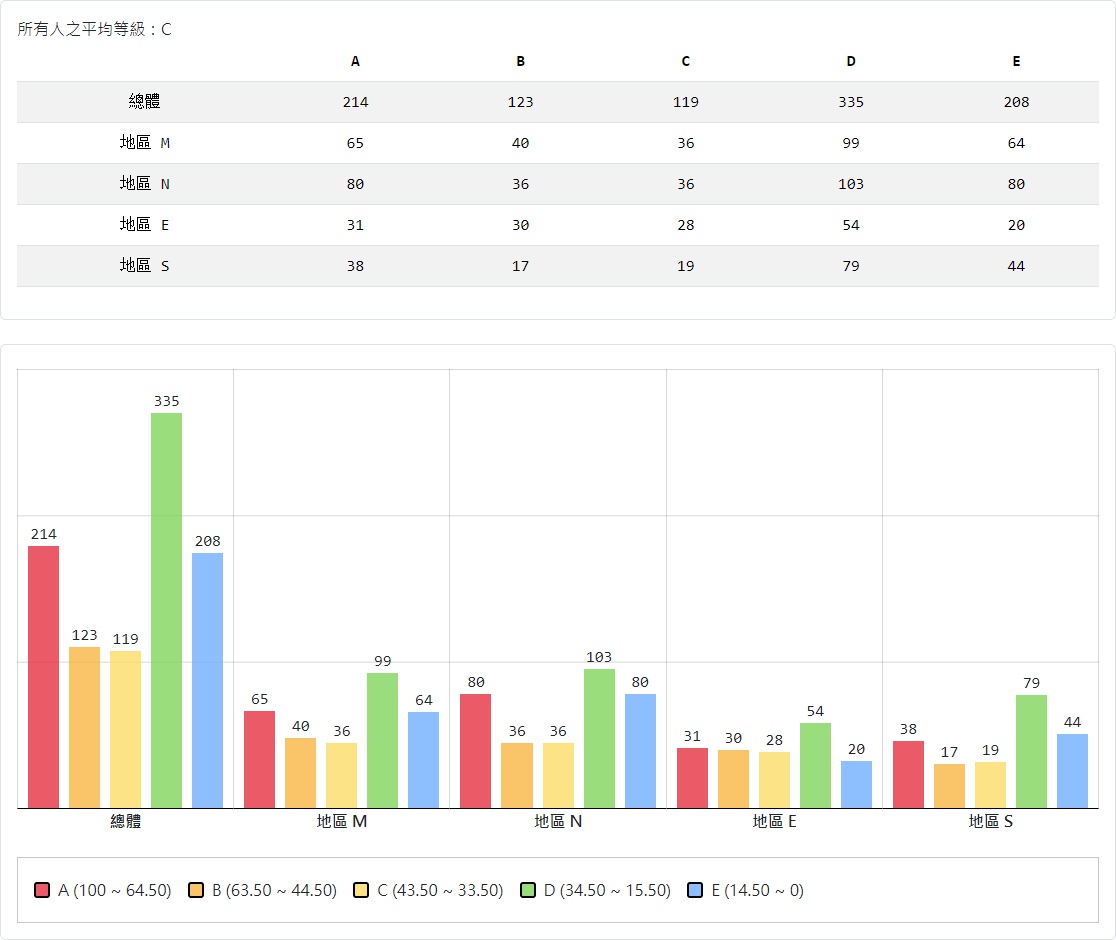 所有人之平均等級：C
A B C D E
總體 214 123 119 335 208
地區 M 65 40 36 99 64
地區 N 80 36 36 103 80
地區 E 31 30 28 54 20
地區 S 38 17 19 79 44
214 123 119 335 208
65 40 36 99 64
80 36 36 103 80
31 30 28 54 20
38 17 19 79 44
總體 地區 M 地區 N 地區 E 地區 S
A (100 ~ 64.50) B (63.50 ~ 44.50) C (43.50 ~ 33.50) D (34.50 ~ 15.50) E (14.50 ~ 0)